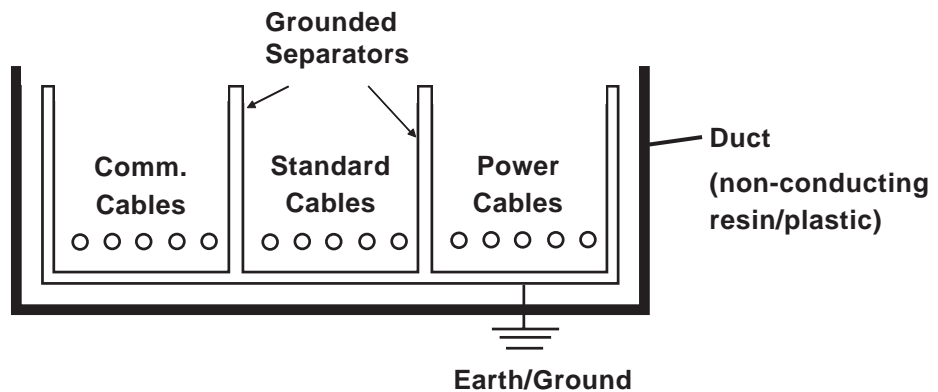 Grounded
Separators
Comm.
Cables
Standard
Cables
Power
Cables
Duct
(non-conducting
resin/plastic)
Earth/Ground